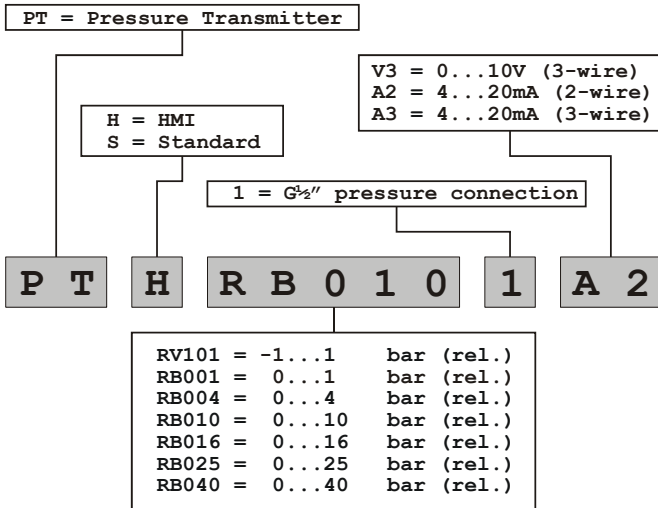 PT = Pressure Transmitter
V3 = 0...10V (3-wire)
A2 = 4...20mA (2-wire)
A3 = 4...20mA (3-wire)
H = HMI
S = Standard
1 = G½″ pressure connection
P T H R B 0 1 0 1 A 2
RV101 = -1...1 bar (rel.)
RB001 = 0...1 bar (rel.)
RB004 = 0...4 bar (rel.)
RB010 = 0...10 bar (rel.)
RB016 = 0...16 bar (rel.)
RB025 = 0...25 bar (rel.)
RB040 = 0...40 bar (rel.)